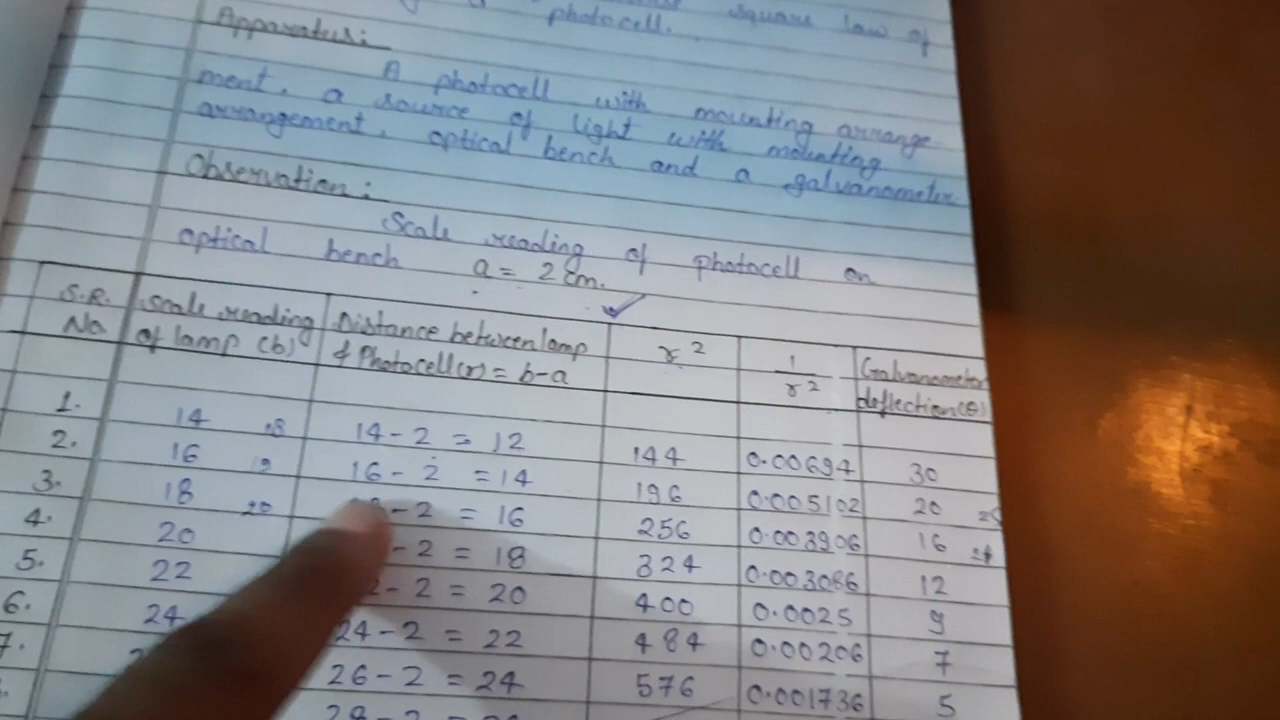 square law of
photocell.
Apparatus:
A photocell with mounting arrange-
ment, a source of light with mounting
arrangement, optical bench and a galvanometer.
Observation:
Scale reading of photocell on
optical bench a = 2 cm.
S.R. No | Scale reading of lamp (b) | Distance between lamp & Photocell (r) = b-a | r² | 1/r² | Galvanometer deflection (θ)
1. 14 18 14 - 2 = 12 144 0.00694 30
2. 16 19 16 - 2 = 14 196 0.005102 20
3. 18 20 - 2 = 16 256 0.003906 16
4. 20 - 2 = 18 324 0.003086 12
5. 22 - 2 = 20 400 0.0025 9
6. 24 24 - 2 = 22 484 0.00206 7
7. 26 - 2 = 24 576 0.001736 5
28 - 2